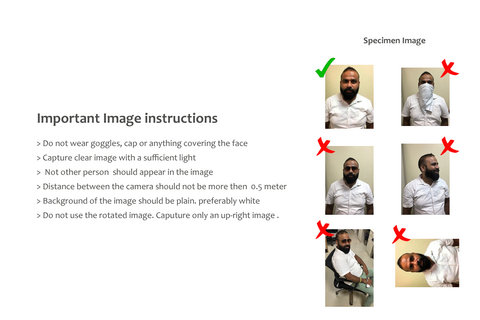 Specimen Image
Important Image instructions
> Do not wear goggles, cap or anything covering the face
> Capture clear image with a sufficient light
> Not other person should appear in the image
> Distance between the camera should not be more then 0.5 meter
> Background of the image should be plain. preferably white
> Do not use the rotated image. Caputure only an up-right image .